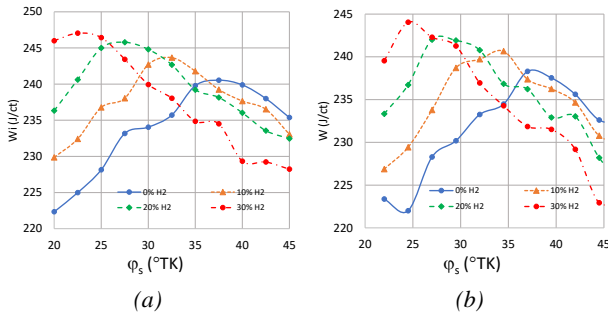 250
245
240
235
230
225
220
Wi (J/ct)
0% H2
10% H2
20% H2
30% H2
20 25 30 35 40 45
φs (°TK)
(a)
245
240
235
230
225
220
W (J/ct)
0% H2
10% H2
20% H2
30% H2
20 25 30 35 40 45
φs (°TK)
(b)